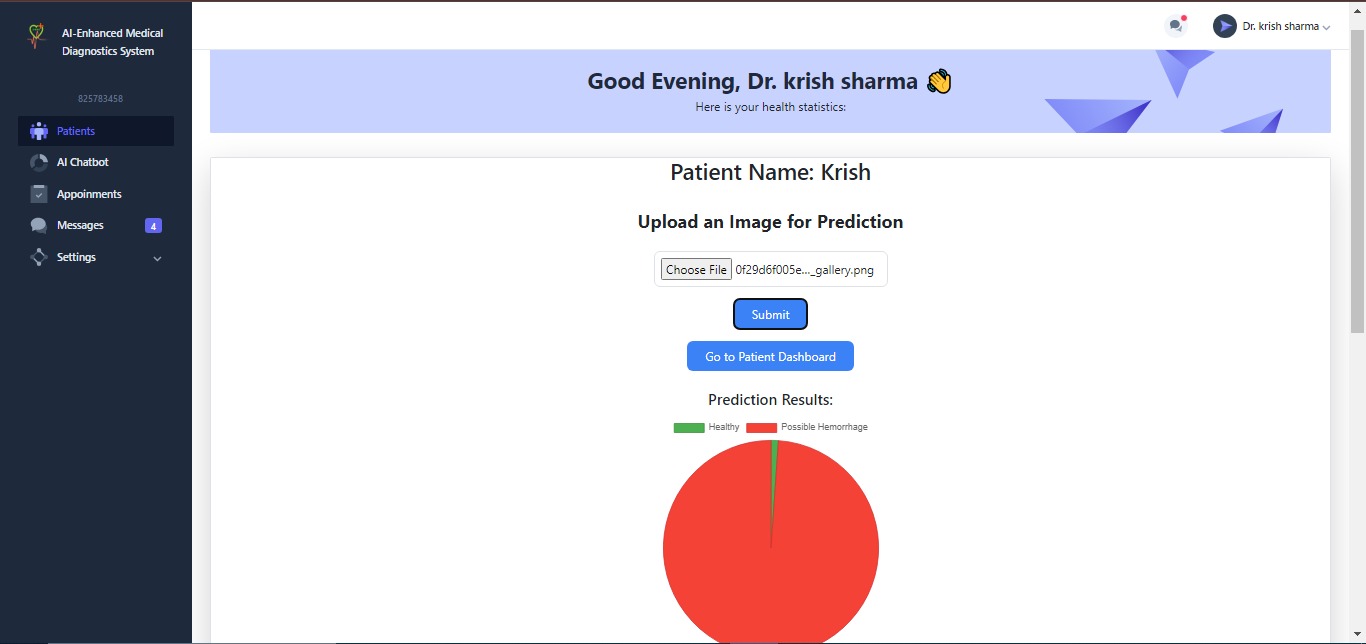 AI-Enhanced Medical
Diagnostics System
825783458
Patients
AI Chatbot
Appoinments
Messages
4
Settings
Dr. krish sharma
Good Evening, Dr. krish sharma 👋
Here is your health statistics:
Patient Name: Krish
Upload an Image for Prediction
Choose File 0f29d6f005e..._gallery.png
Submit
Go to Patient Dashboard
Prediction Results:
Healthy Possible Hemorrhage